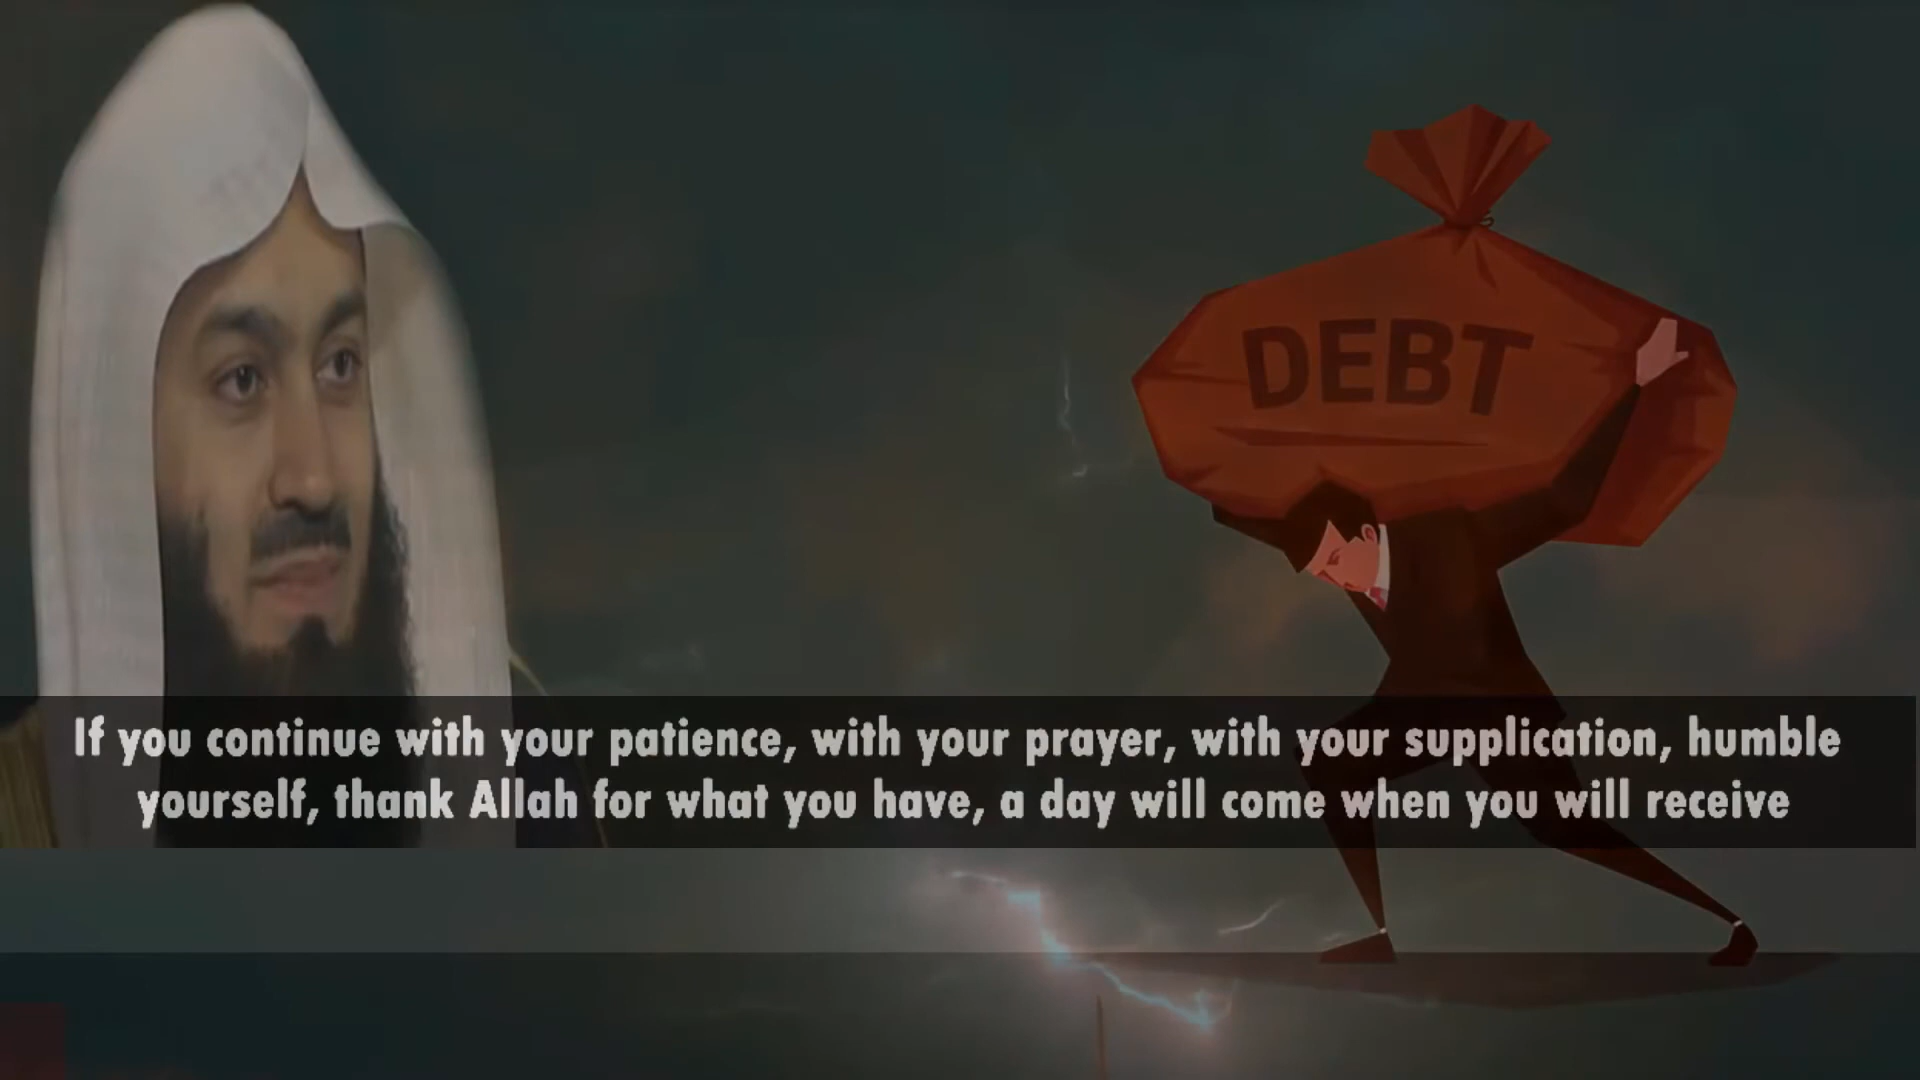 DEBT
If you continue with your patience, with your prayer, with your supplication, humble
yourself, thank Allah for what you have, a day will come when you will receive